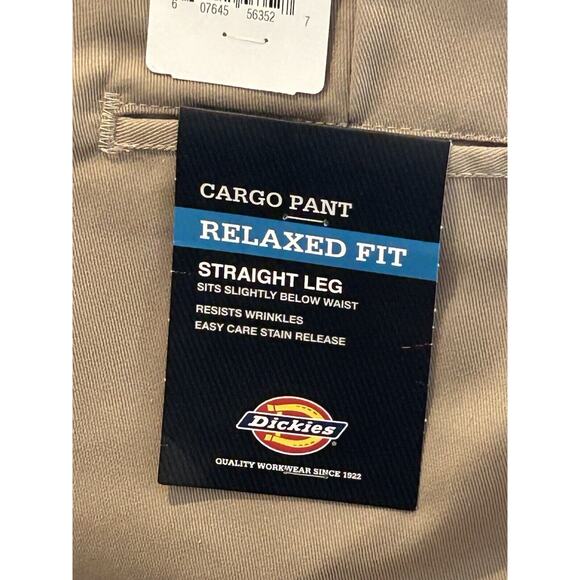 6 07645 56352 7
CARGO PANT
RELAXED FIT
STRAIGHT LEG
SITS SLIGHTLY BELOW WAIST
RESISTS WRINKLES
EASY CARE STAIN RELEASE
Dickies
QUALITY WORKWEAR SINCE 1922